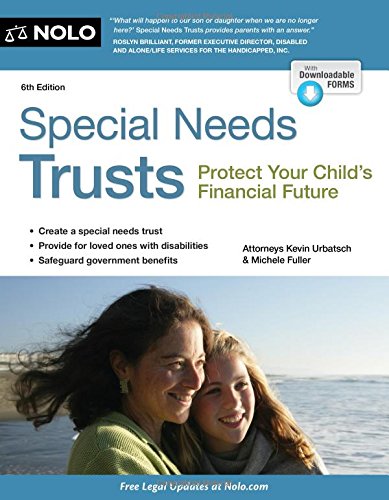 NOLO
"What will happen to our son or daughter when we are no longer
here?' Special Needs Trusts provides parents with an answer."
ROSLYN BRILLIANT, FORMER EXECUTIVE DIRECTOR, DISABLED
AND ALONE/LIFE SERVICES FOR THE HANDICAPPED, INC.
6th Edition
With
Downloadable
FORMS
Special Needs
Trusts
Protect Your Child's
Financial Future
• Create a special needs trust
• Provide for loved ones with disabilities
• Safeguard government benefits
Attorneys Kevin Urbatsch
& Michele Fuller
Free Legal Updates at Nolo.com